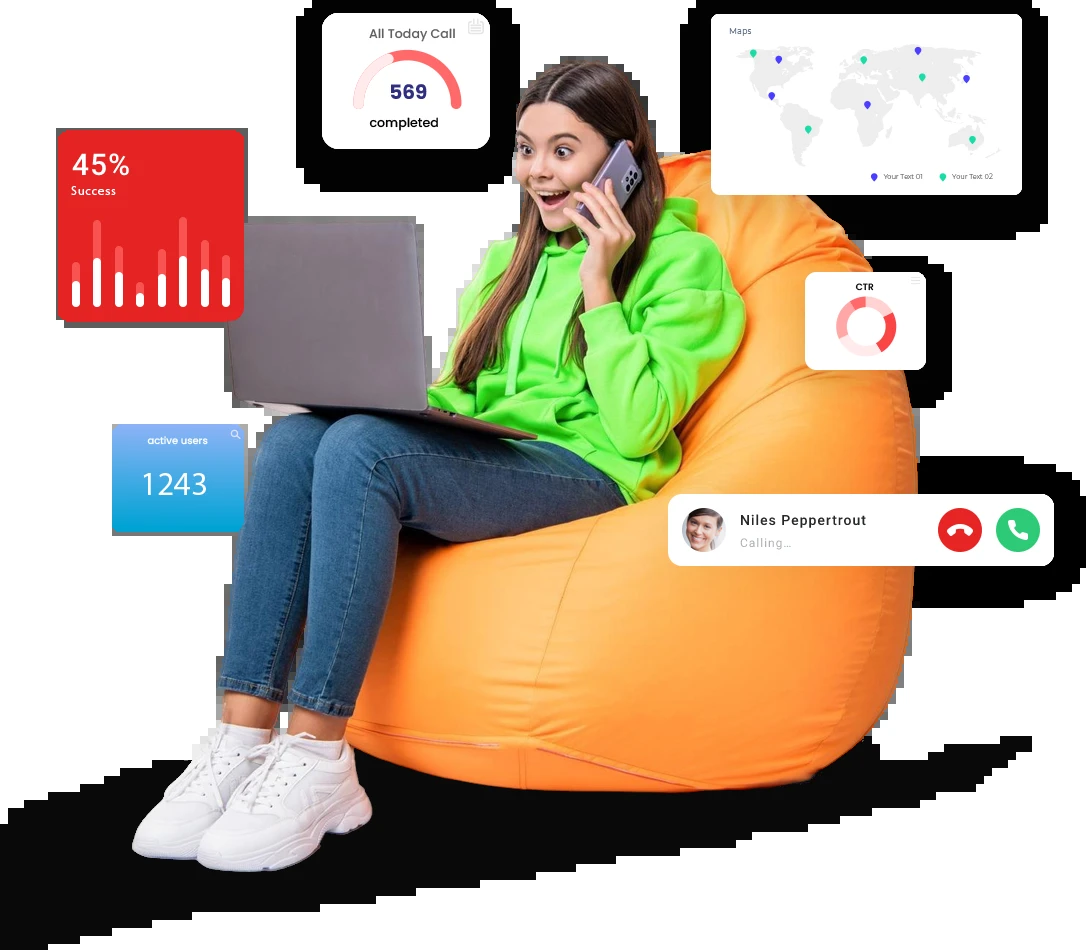 All Today Call
569
completed
Maps
Your Text 01
Your Text 02
45%
Success
CTR
active users
1243
Niles Peppertrout
Calling...